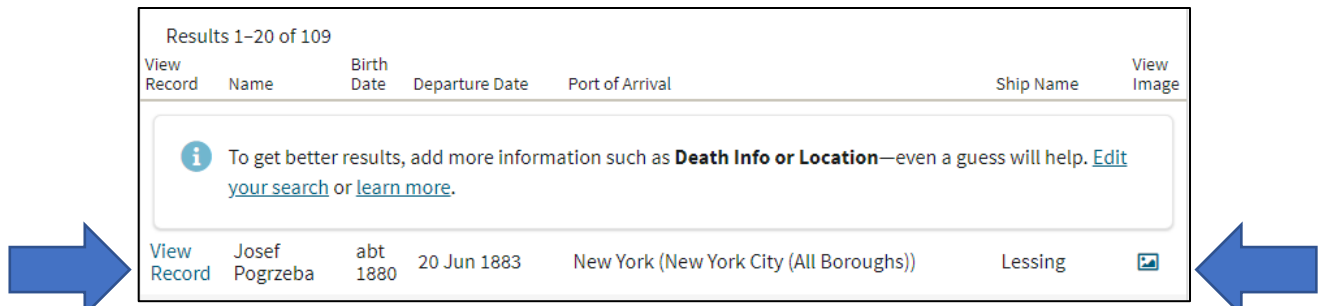 Results 1–20 of 109
View Record Name Birth Date Departure Date Port of Arrival Ship Name View Image
To get better results, add more information such as Death Info or Location—even a guess will help. Edit
your search or learn more.
View Record Josef Pogrzeba abt 1880 20 Jun 1883 New York (New York City (All Boroughs)) Lessing